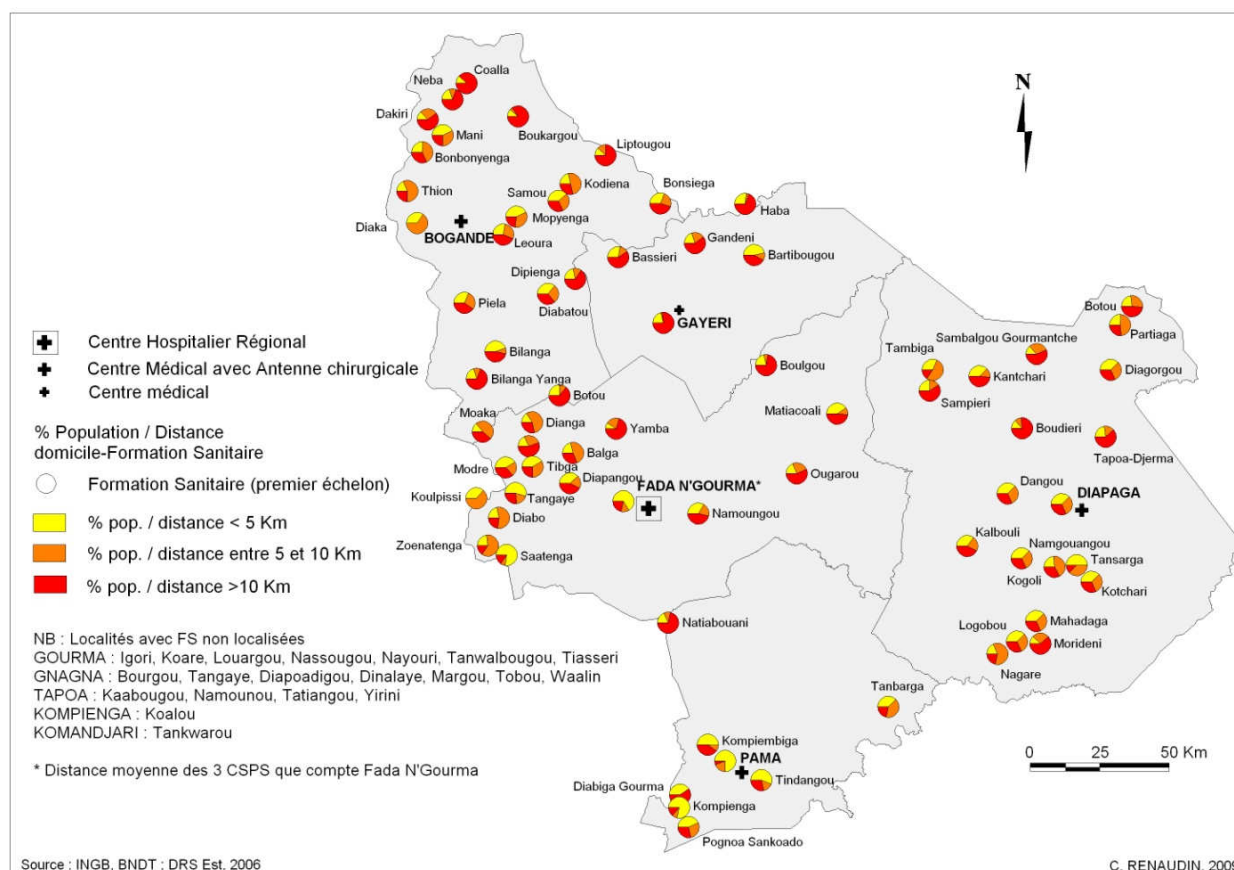 Coalla
Neba
N
Dakiri
Mani
Boukargou
Bonbonyenga
Liptougou
Thion
Samou
Kodiena
Bonsiega
Mopyenga
Haba
Diaka
BOGANDE
Leoura
Gandeni
Bassieri
Bartibougou
Dipienga
Piela
Diabatou
GAYERI
Botou
Partiaga
Sambalgou Gourmantche
Tambiga
Kantchari
Diagorgou
Sampieri
Bilanga
Boulgou
Bilanga Yanga
Botou
Matiacoali
Moaka
Dianga
Yamba
Boudieri
Tapoa-Djerma
Balga
Modre
Tibga
Diapangou
Ougarou
Koulpissi
Tangaye
FADA N'GOURMA*
Dangou
DIAPAGA
Diabo
Namoungou
Zoenatenga
Saatenga
Kalbouli
Namgouangou
Tansarga
Kogoli
Kotchari
Natiabouani
Logobou
Mahadaga
Morideni
Nagare
Tanbarga
Kompiembiga
PAMA
Tindangou
Diabiga Gourma
Kompienga
Pognoa Sankoado
Centre Hospitalier Régional
Centre Médical avec Antenne chirurgicale
Centre médical
% Population / Distance
domicile-Formation Sanitaire
Formation Sanitaire (premier échelon)
% pop. / distance < 5 Km
% pop. / distance entre 5 et 10 Km
% pop. / distance >10 Km
NB : Localités avec FS non localisées
GOURMA : Igori, Koare, Louargou, Nassougou, Nayouri, Tanwalbougou, Tiasseri
GNAGNA : Bourgou, Tangaye, Diapoadigou, Dinalaye, Margou, Tobou, Waalin
TAPOA : Kaabougou, Namounou, Tatiangou, Yirini
KOMPIENGA : Koalou
KOMANDJARI : Tankwarou
* Distance moyenne des 3 CSPS que compte Fada N'Gourma
0 25 50 Km
Source : INGB, BNDT ; DRS Est, 2006
C. RENAUDIN, 2009